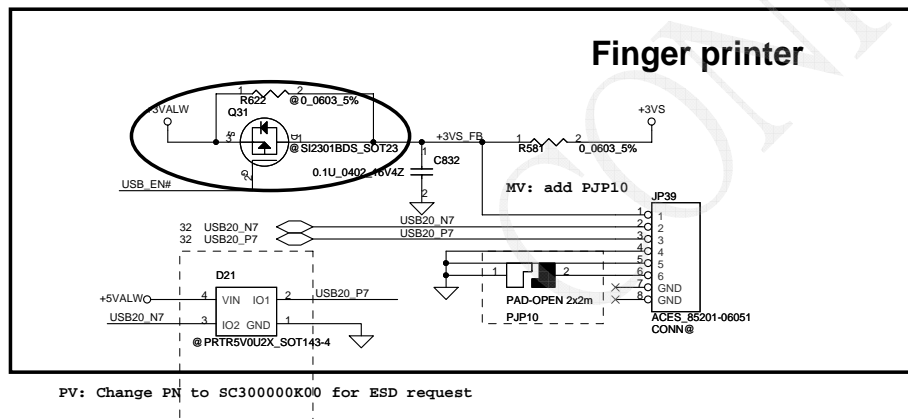 CONF
Finger printer
+3VALW
1
R622
2
@0_0603_5%
Q31
3
S
D
1
G
2
@SI2301BDS_SOT23
USB_EN#
+3VS_FB
1
C832
0.1U_0402_16V4Z
2
1
R581
2
0_0603_5%
+3VS
MV: add PJP10
JP39
32 USB20_N7
32 USB20_P7
USB20_N7
USB20_P7
1 1
2 2
3 3
4 4
5 5
6 6
7 GND
8 GND
1
2
PAD-OPEN 2x2m
PJP10
ACES_85201-06051
CONN@
D21
+5VALW
4 VIN IO1 2
USB20_P7
USB20_N7
3 IO2 GND 1
@PRTR5V0U2X_SOT143-4
PV: Change PN to SC300000K00 for ESD request